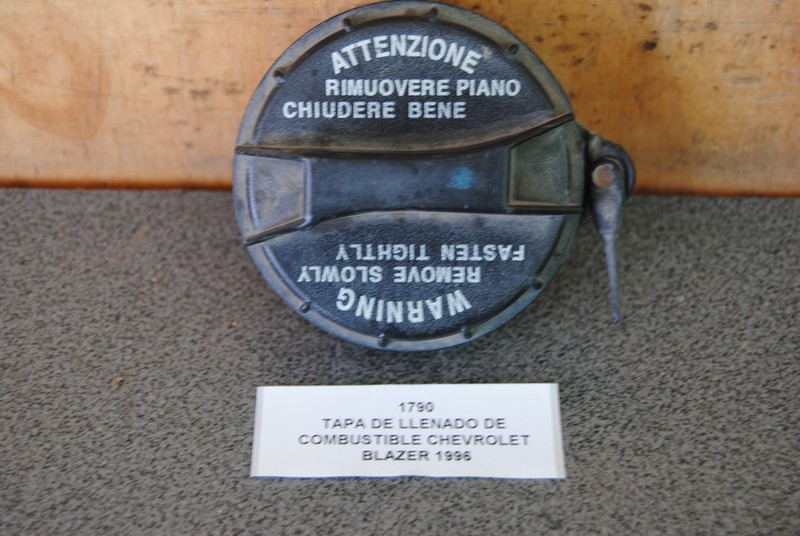 ATTENZIONE
RIMUOVERE PIANO
CHIUDERE BENE
WARNING
REMOVE SLOWLY
FASTEN TIGHTLY
1790
TAPA DE LLENADO DE
COMBUSTIBLE CHEVROLET
BLAZER 1996